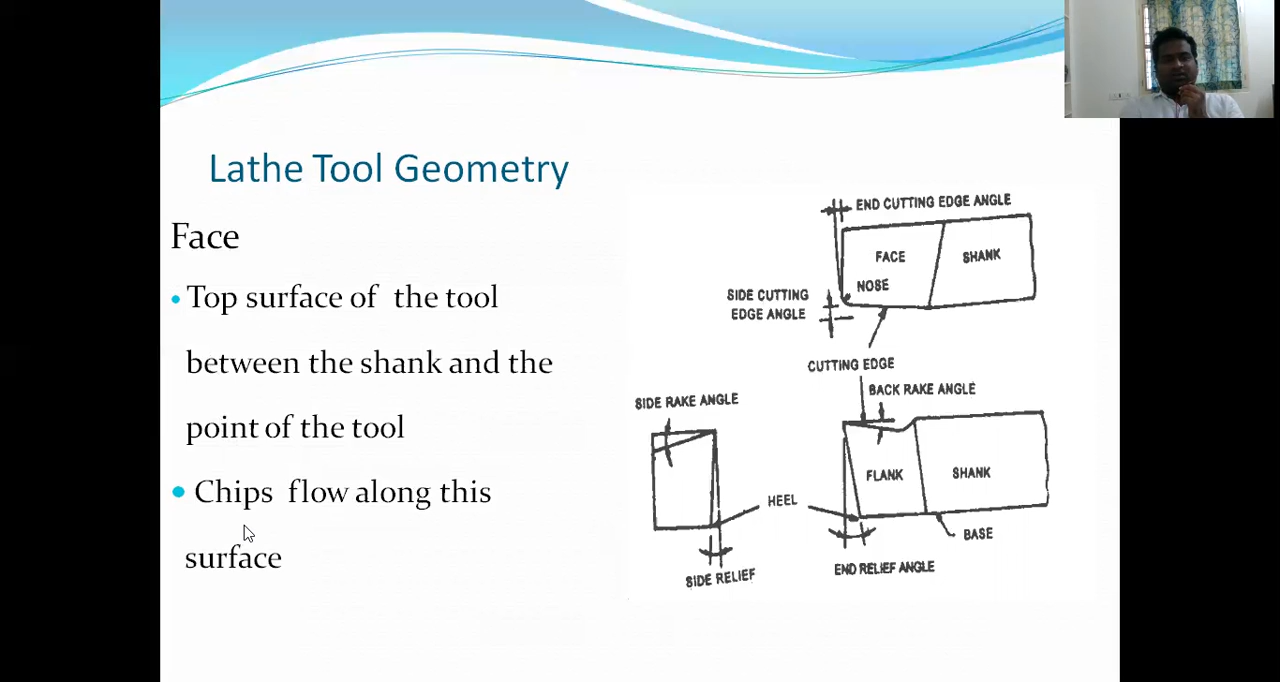 Lathe Tool Geometry
Face
• Top surface of the tool
between the shank and the
point of the tool
• Chips flow along this
surface
END CUTTING EDGE ANGLE
FACE
SHANK
NOSE
SIDE CUTTING
EDGE ANGLE
CUTTING EDGE
BACK RAKE ANGLE
SIDE RAKE ANGLE
FLANK
SHANK
HEEL
BASE
END RELIEF ANGLE
SIDE RELIEF